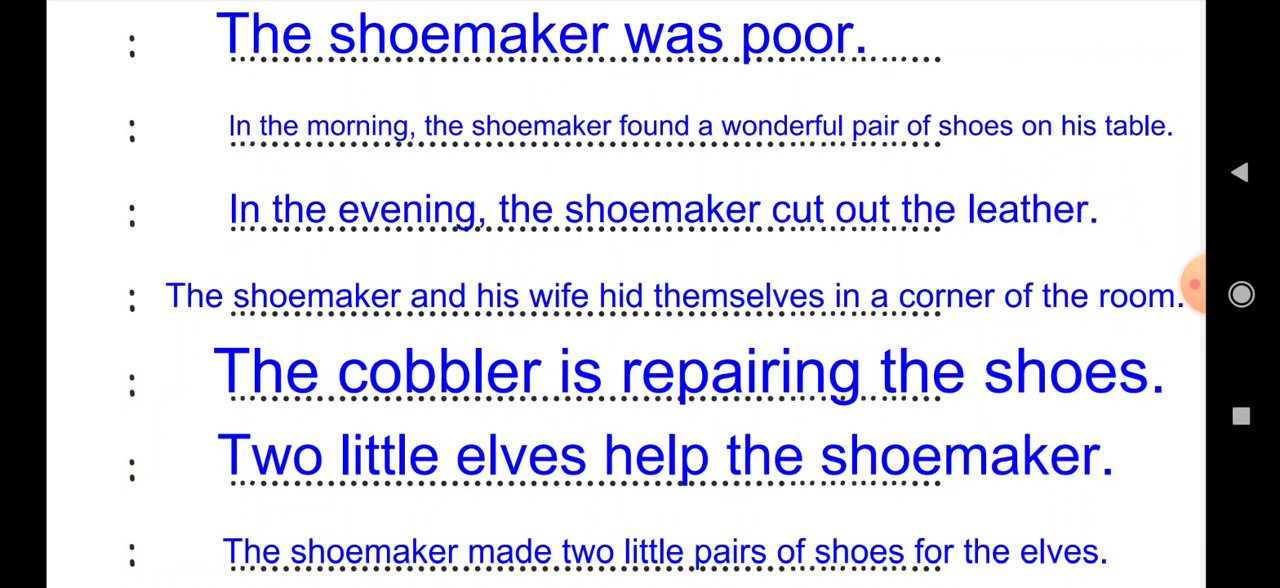 : The shoemaker was poor.
: In the morning, the shoemaker found a wonderful pair of shoes on his table.
: In the evening, the shoemaker cut out the leather.
: The shoemaker and his wife hid themselves in a corner of the room.
: The cobbler is repairing the shoes.
: Two little elves help the shoemaker.
: The shoemaker made two little pairs of shoes for the elves.